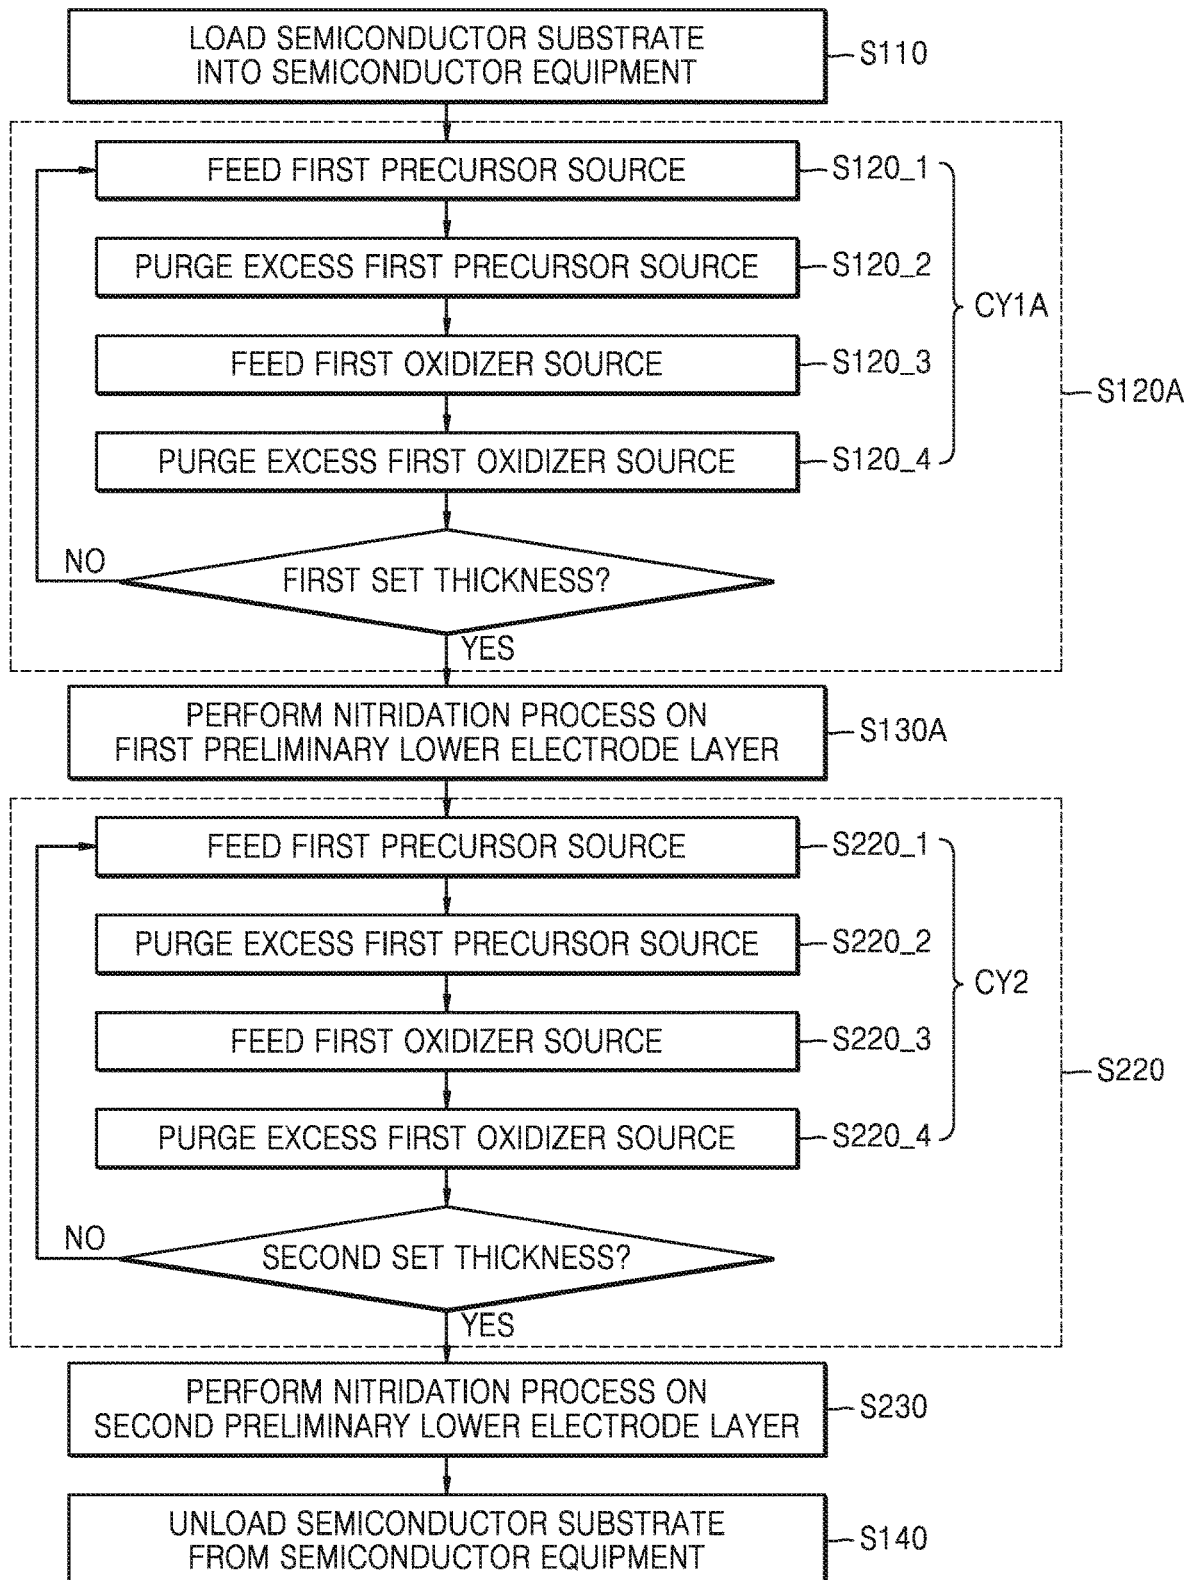 LOAD SEMICONDUCTOR SUBSTRATE
INTO SEMICONDUCTOR EQUIPMENT
S110
FEED FIRST PRECURSOR SOURCE
S120_1
PURGE EXCESS FIRST PRECURSOR SOURCE
S120_2
CY1A
FEED FIRST OXIDIZER SOURCE
S120_3
S120A
PURGE EXCESS FIRST OXIDIZER SOURCE
S120_4
NO
FIRST SET THICKNESS?
YES
PERFORM NITRIDATION PROCESS ON
FIRST PRELIMINARY LOWER ELECTRODE LAYER
S130A
FEED FIRST PRECURSOR SOURCE
S220_1
PURGE EXCESS FIRST PRECURSOR SOURCE
S220_2
CY2
FEED FIRST OXIDIZER SOURCE
S220_3
S220
PURGE EXCESS FIRST OXIDIZER SOURCE
S220_4
NO
SECOND SET THICKNESS?
YES
PERFORM NITRIDATION PROCESS ON
SECOND PRELIMINARY LOWER ELECTRODE LAYER
S230
UNLOAD SEMICONDUCTOR SUBSTRATE
FROM SEMICONDUCTOR EQUIPMENT
S140